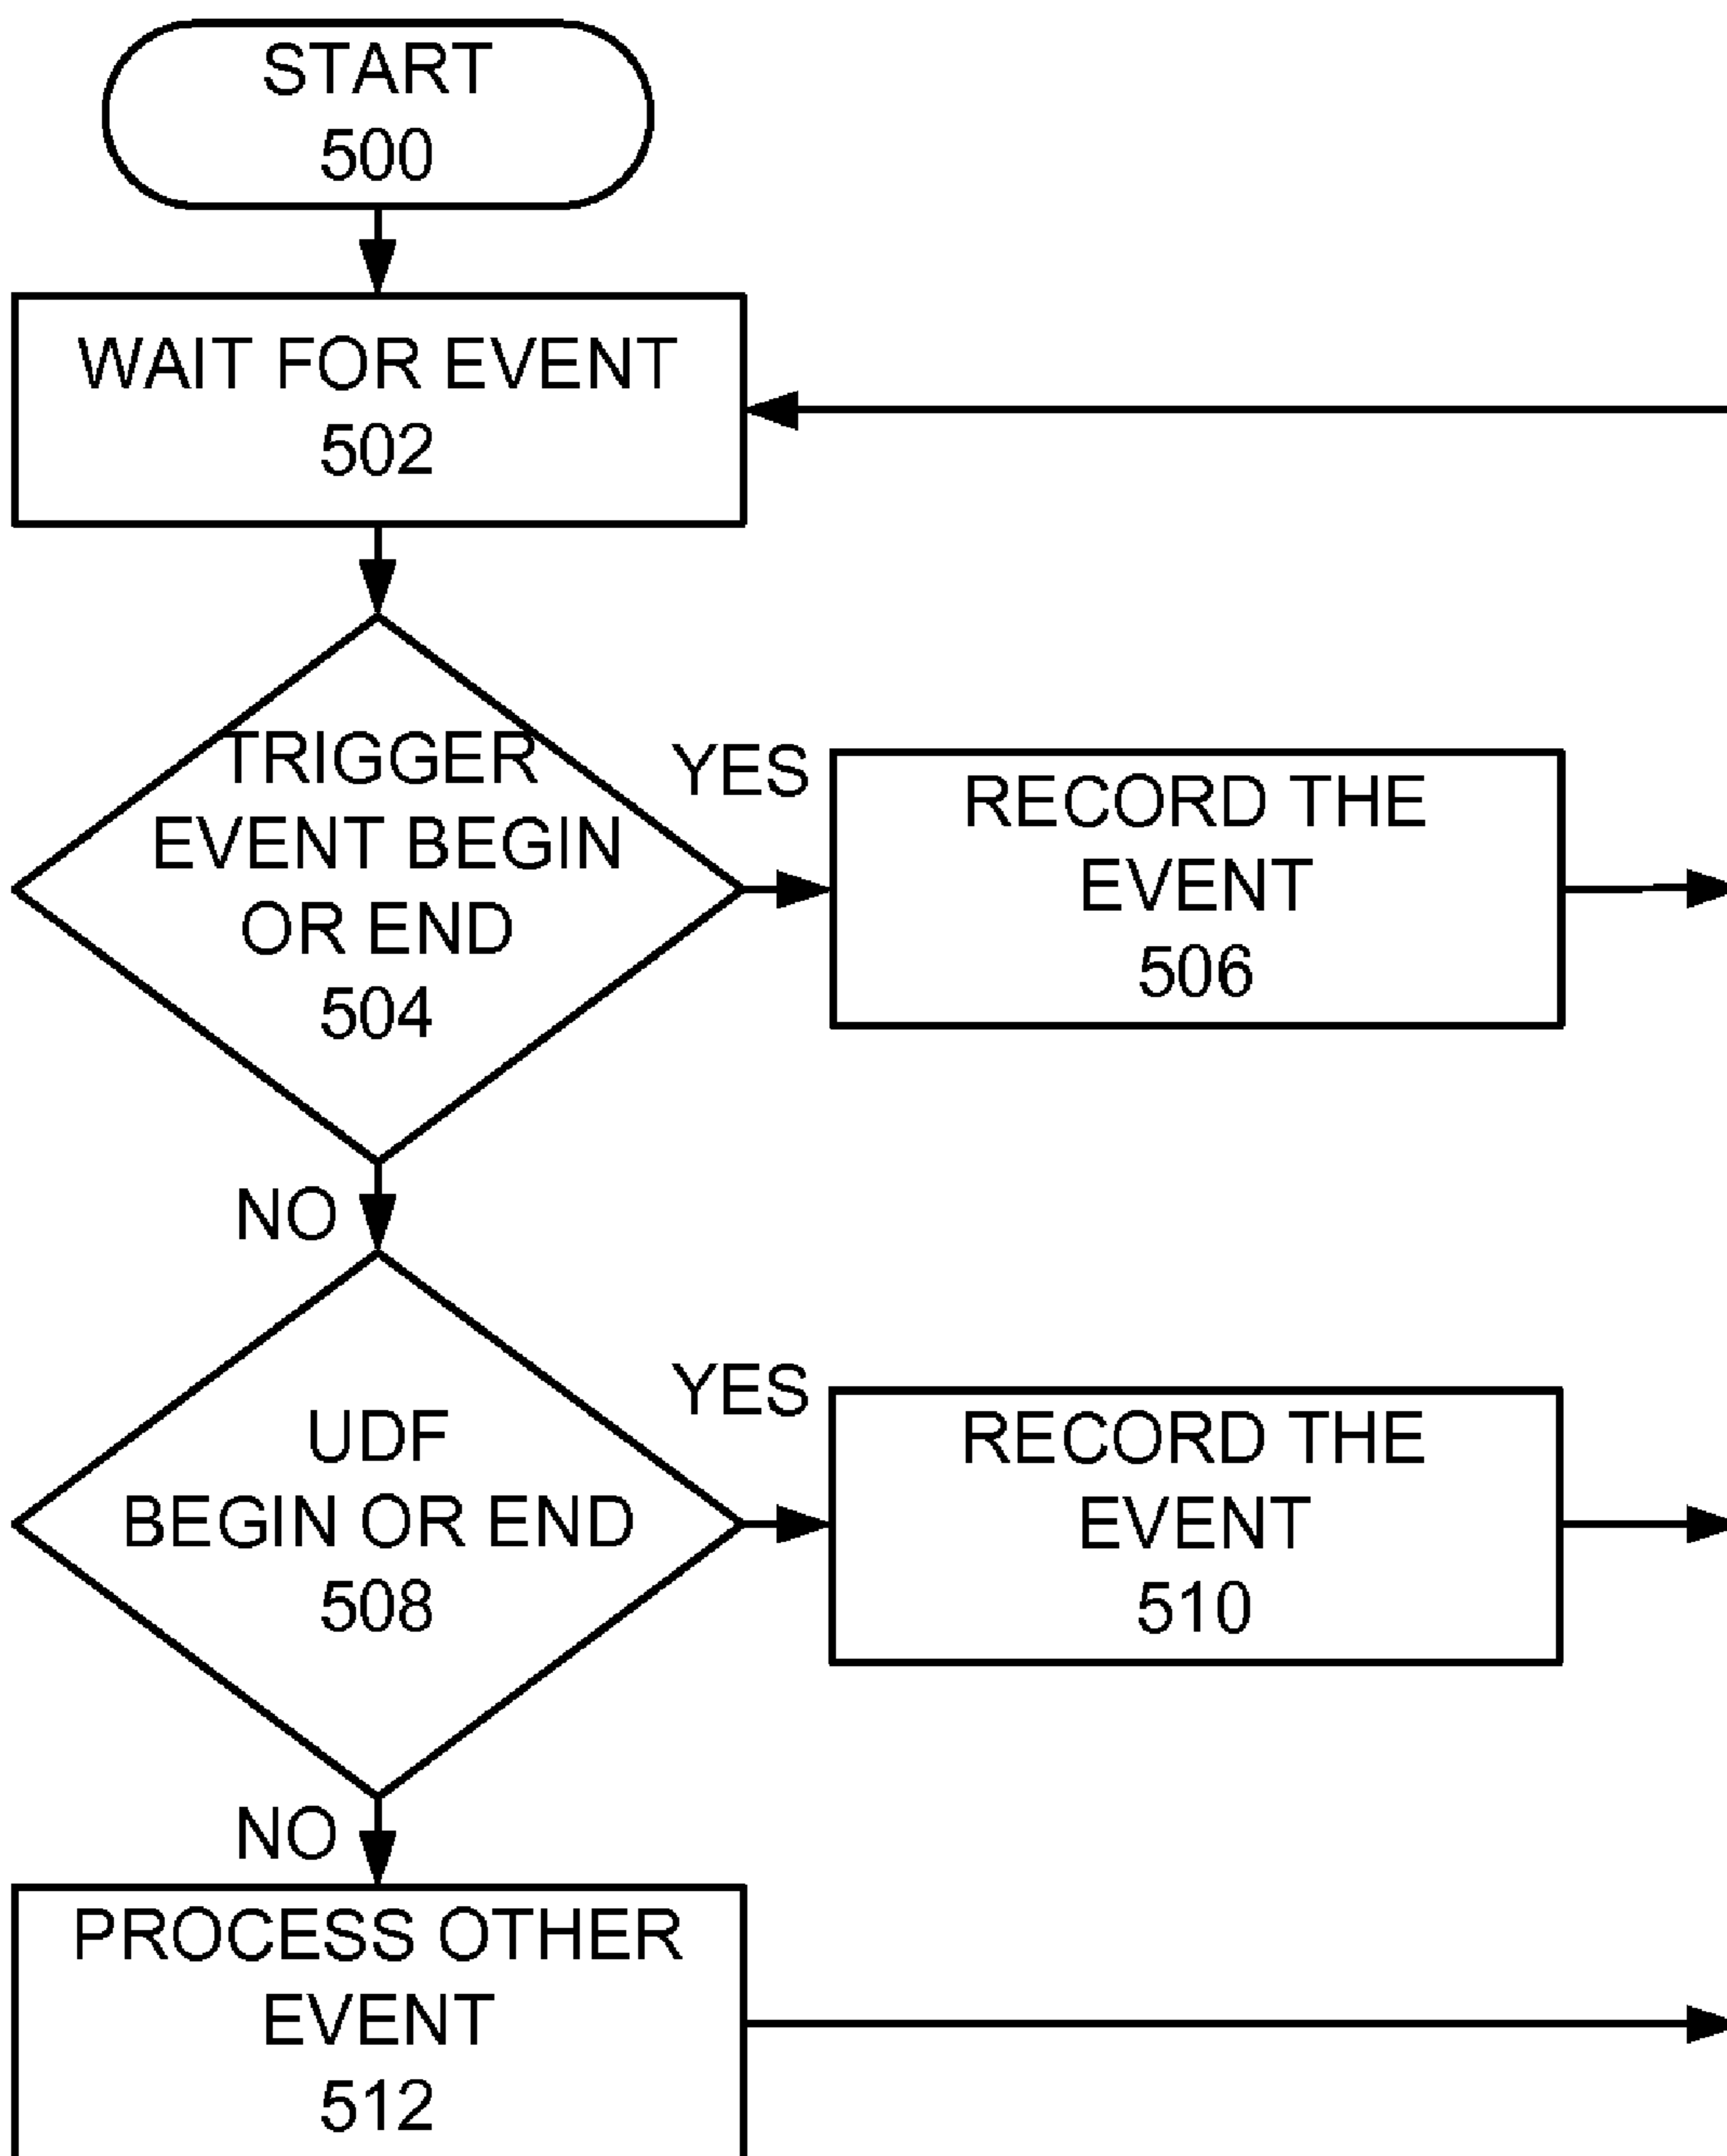 START
500
WAIT FOR EVENT
502
TRIGGER
EVENT BEGIN
OR END
504
YES
RECORD THE
EVENT
506
NO
UDF
BEGIN OR END
508
YES
RECORD THE
EVENT
510
NO
PROCESS OTHER
EVENT
512